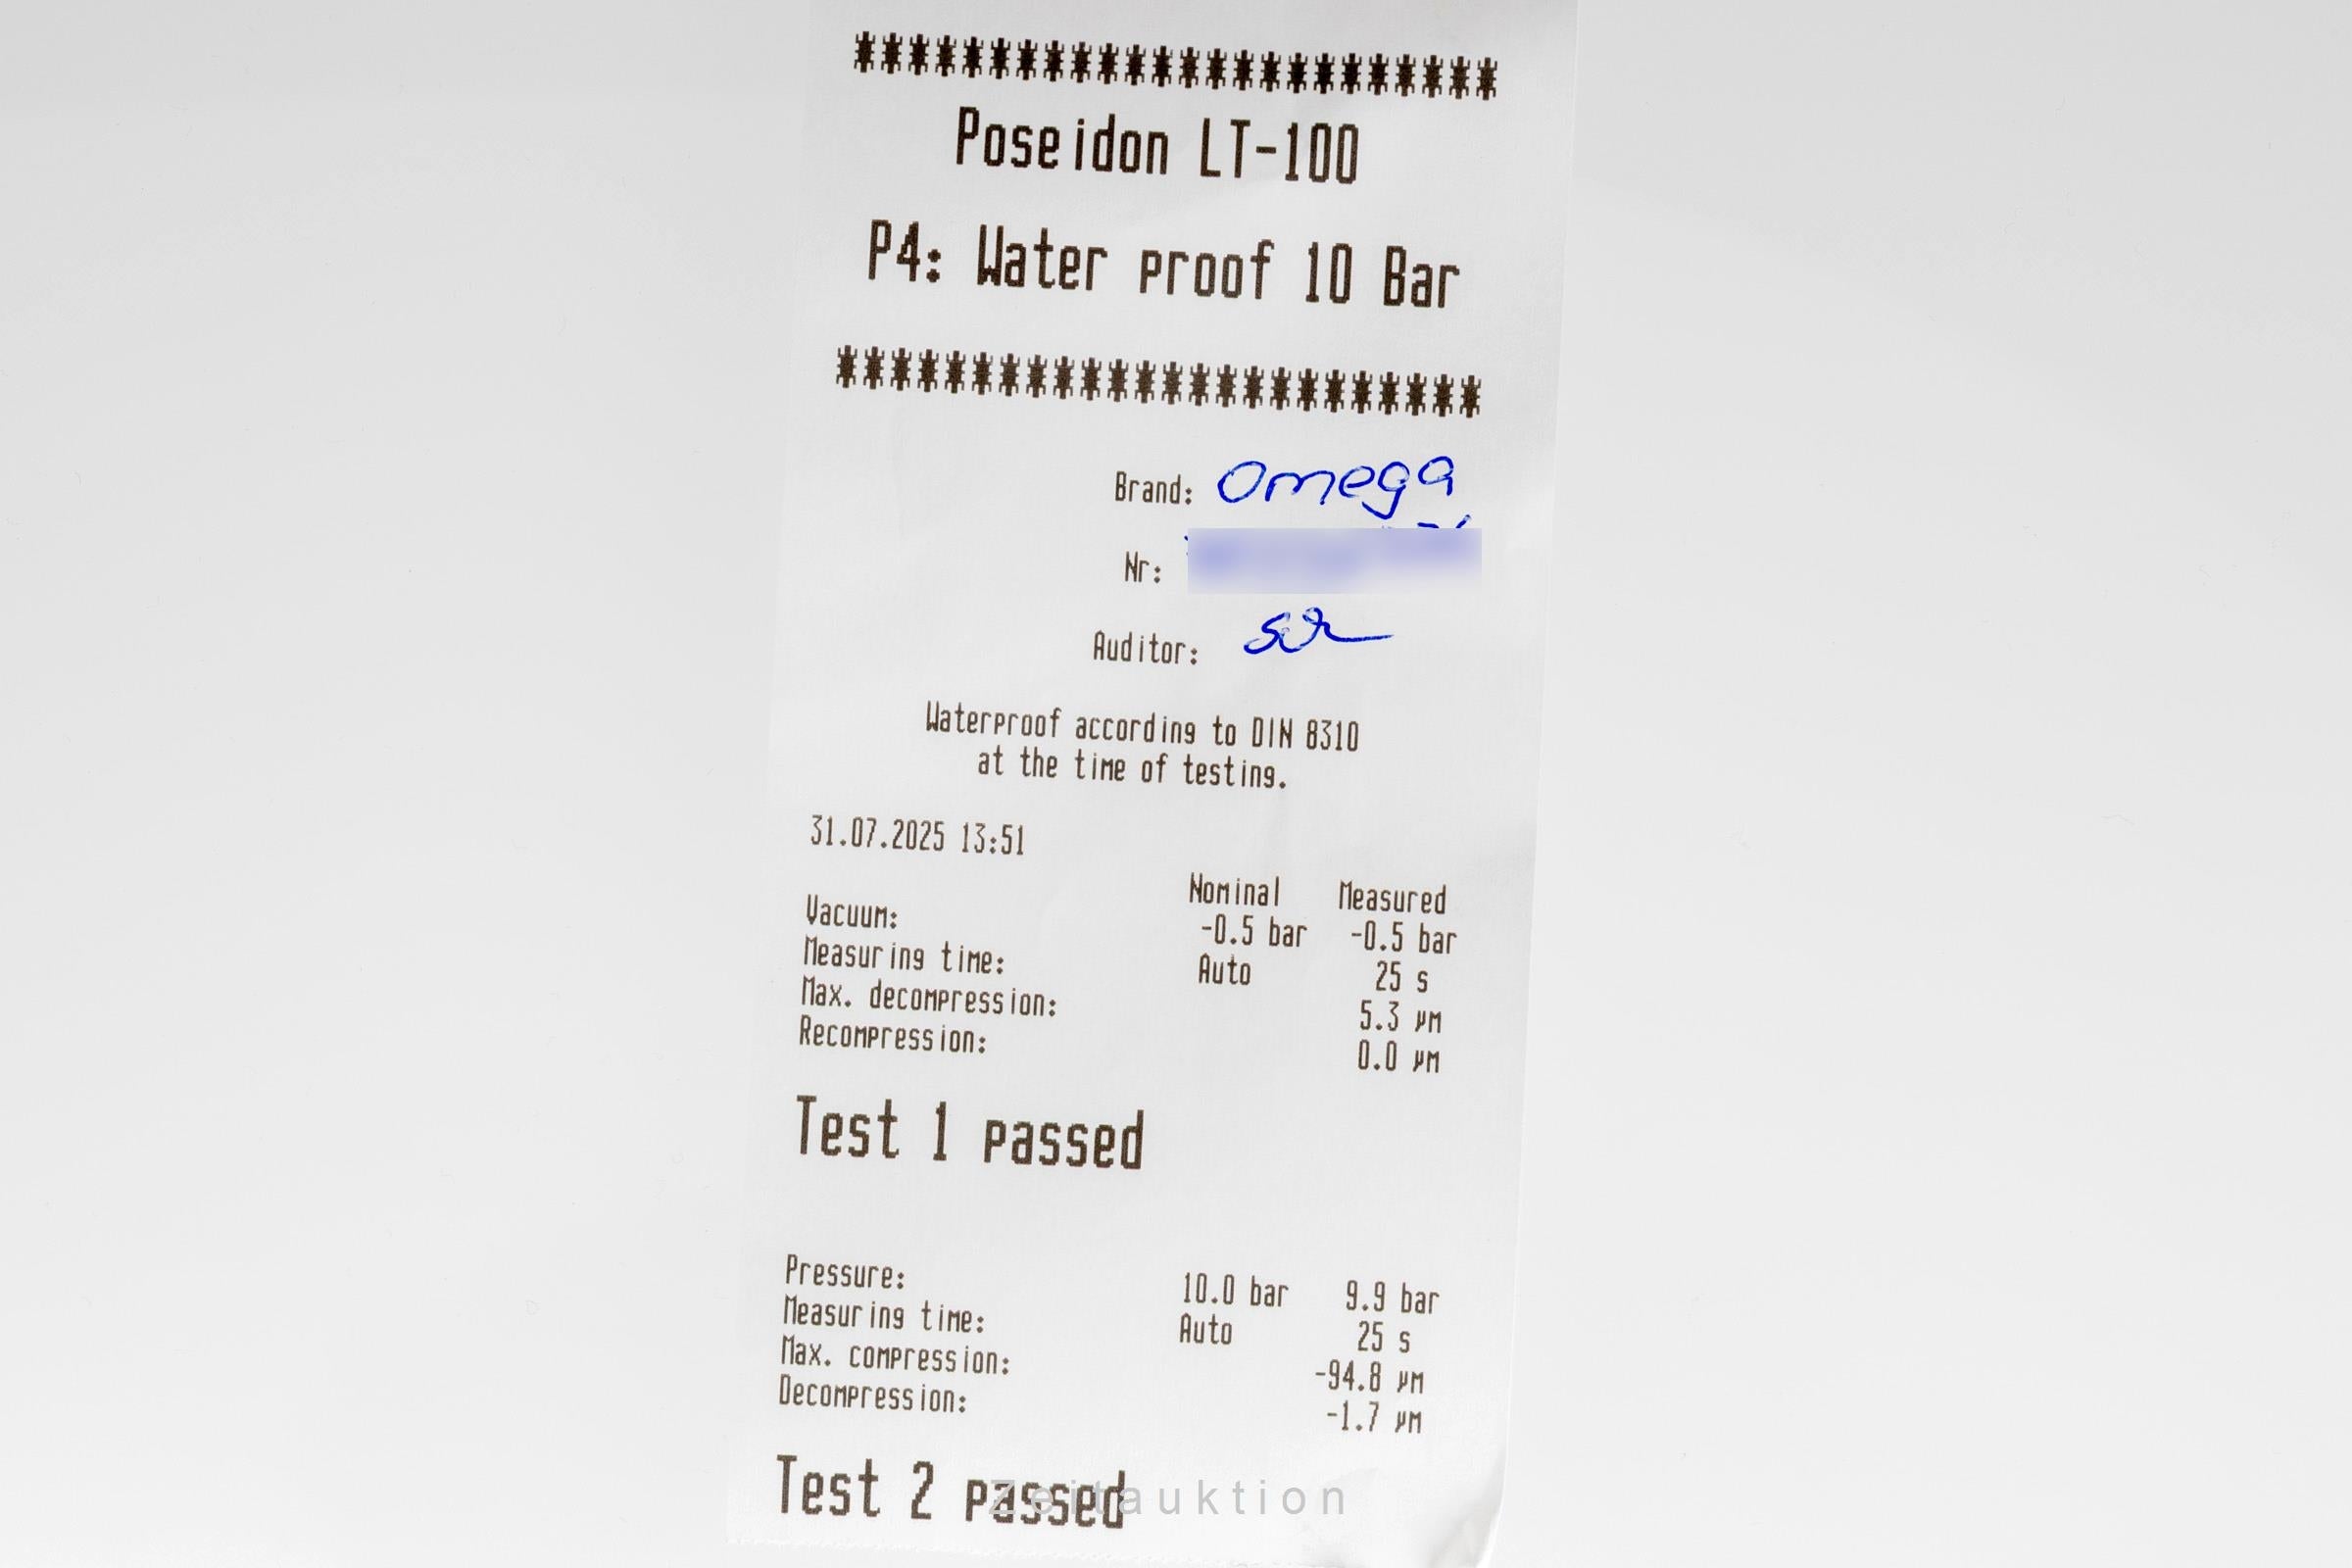 ************************
Poseidon LT-100
P4: Water proof 10 Bar
************************
Brand: Omega
Nr:
Auditor:
Waterproof according to DIN 8310
at the time of testing.
31.07.2025 13:51
Nominal Measured
Vacuum: -0.5 bar -0.5 bar
Measuring time: Auto 25 s
Max. decompression: 5.3 µm
Recompression: 0.0 µm
Test 1 passed
Pressure: 10.0 bar 9.9 bar
Measuring time: Auto 25 s
Max. compression: -94.8 µm
Decompression: -1.7 µm
Test 2 passed
Zeitauktion